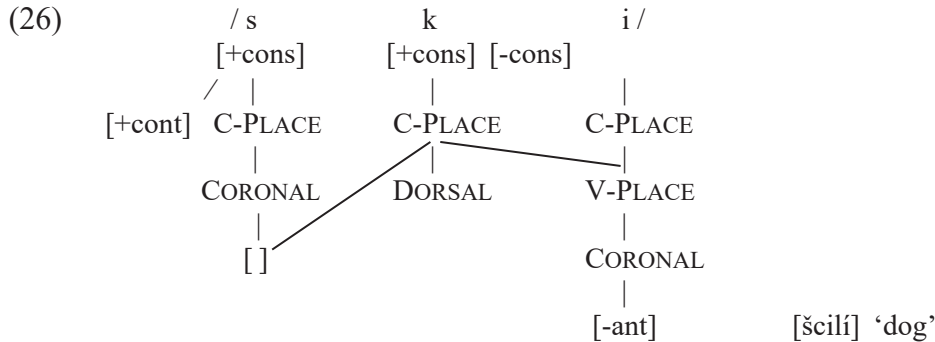 (26) / s k i /
[+cons] [+cons] [-cons]
[+cont] C-PLACE C-PLACE C-PLACE
CORONAL DORSAL V-PLACE
[ ] CORONAL
[-ant] [šcilí] ‘dog’